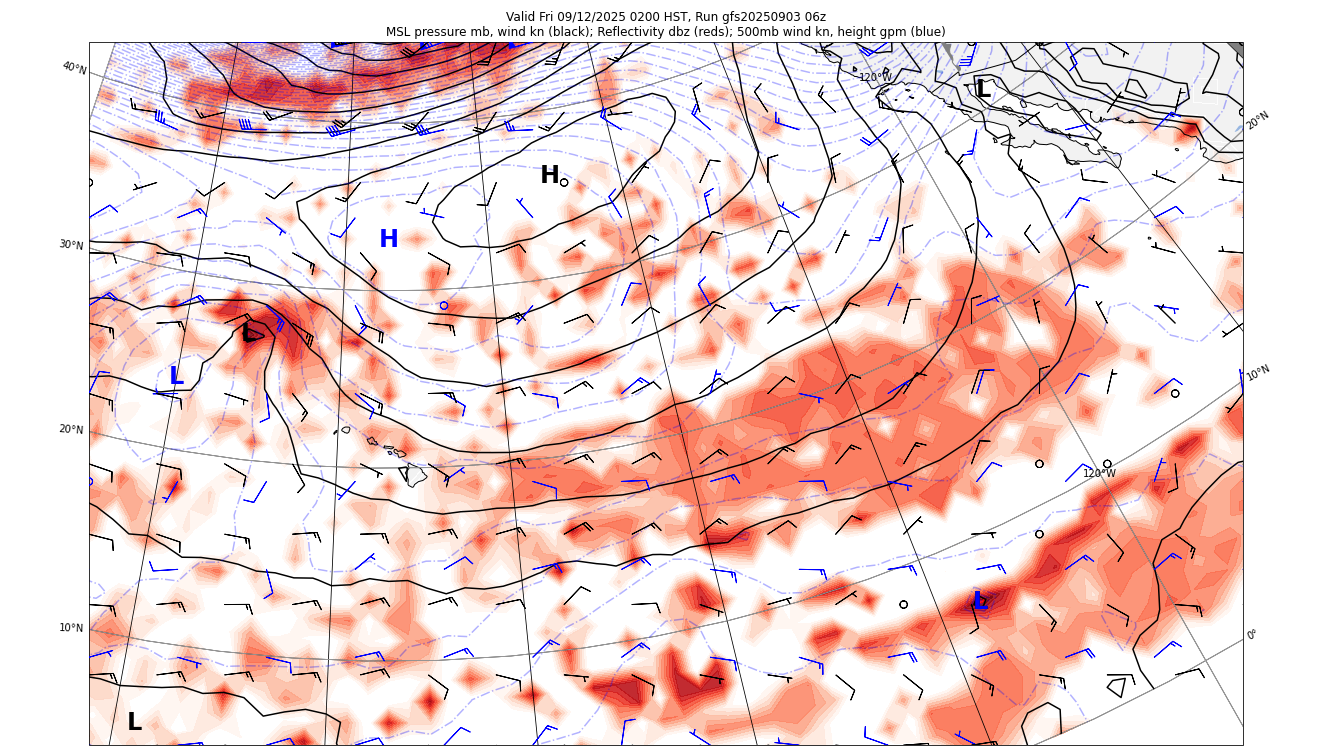 Valid Fri 09/12/2025 0200 HST, Run gfs20250903 06z
MSL pressure mb, wind kn (black); Reflectivity dbz (reds); 500mb wind kn, height gpm (blue)
40°N
120°W
L
20°N
H
H
30°N
L
L
10°N
20°N
120°W
L
10°N
0°
L